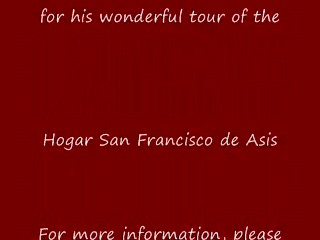 for his wonderful tour of the
Hogar San Francisco de Asis
For more information, please